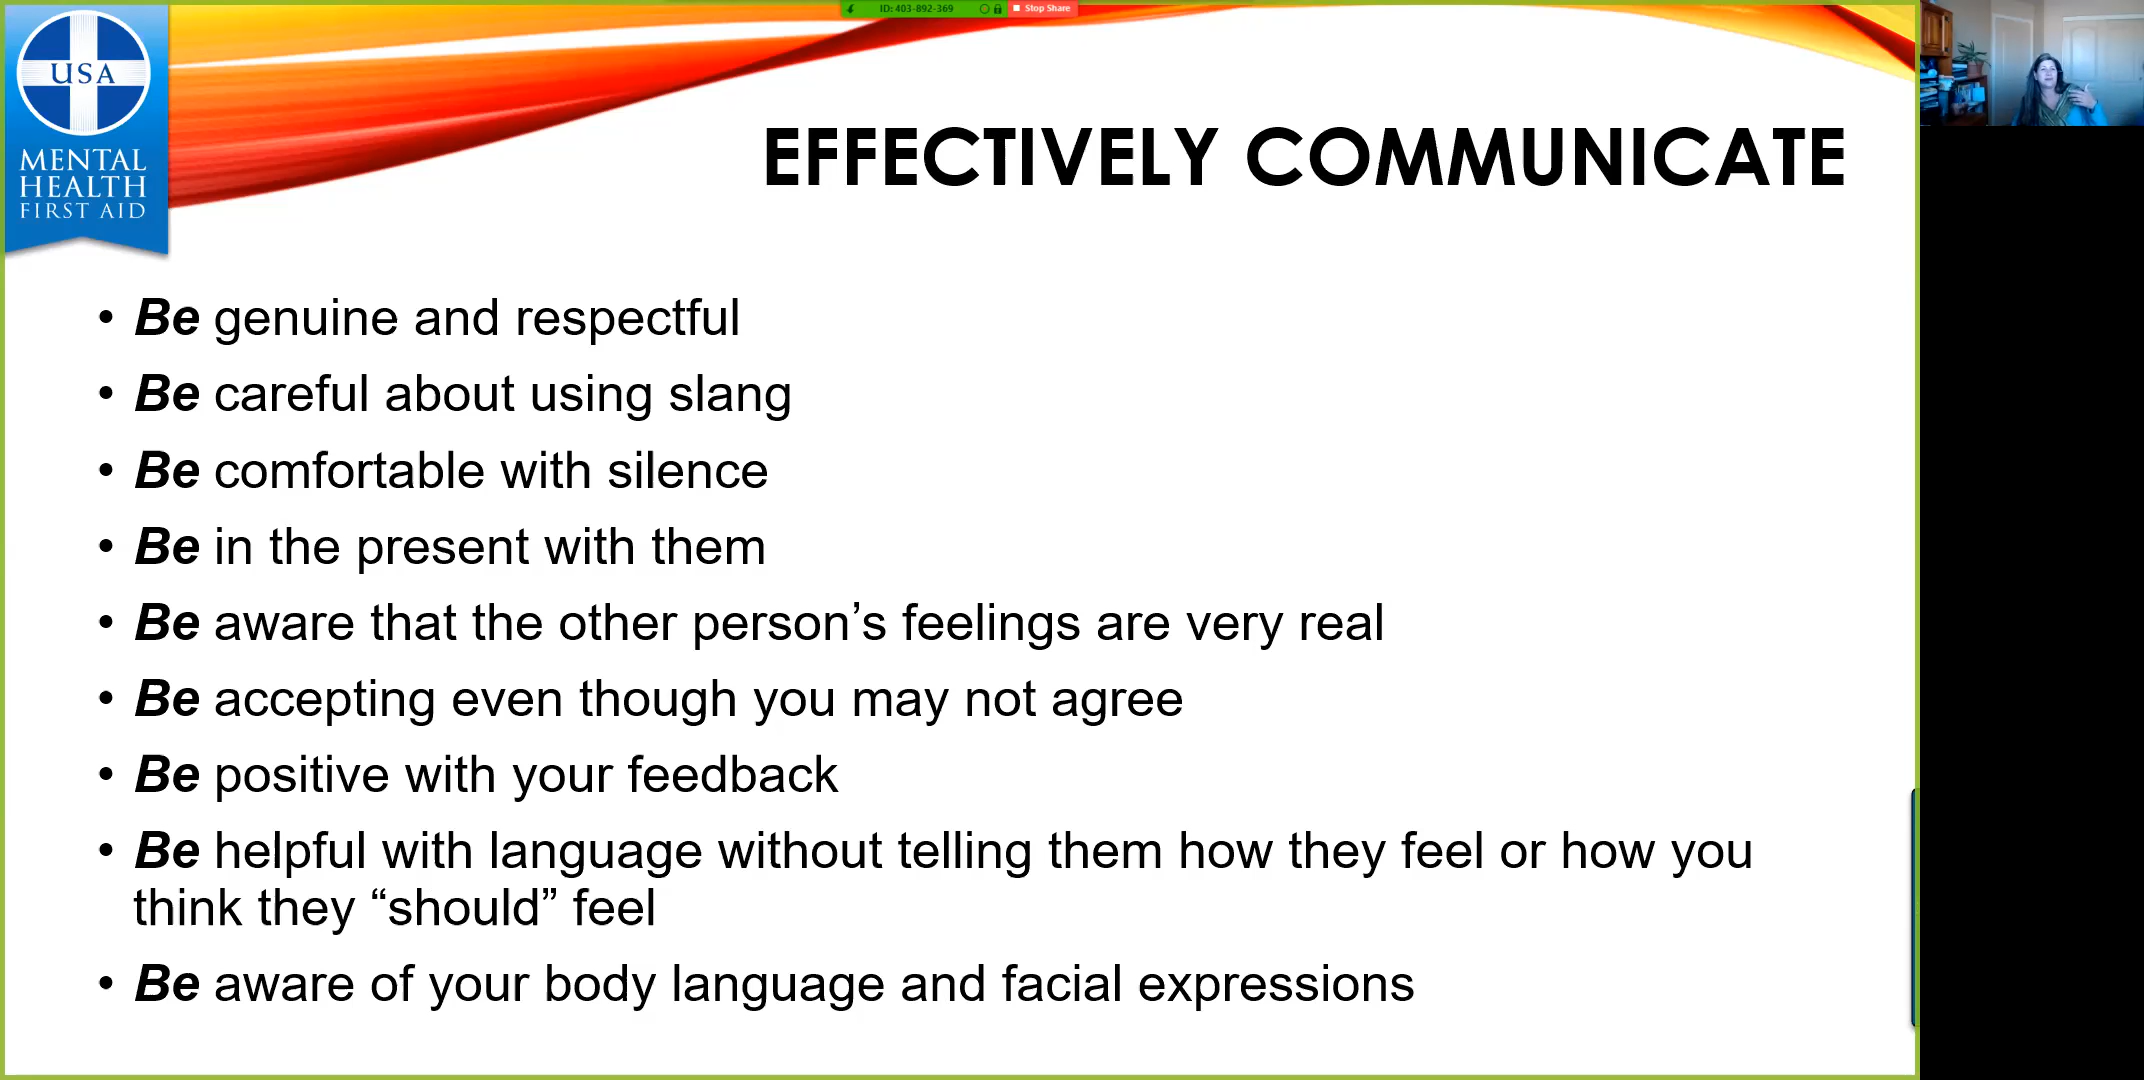 ID: 403-892-369 Stop Share
USA
MENTAL
HEALTH
FIRST AID
EFFECTIVELY COMMUNICATE
• Be genuine and respectful
• Be careful about using slang
• Be comfortable with silence
• Be in the present with them
• Be aware that the other person’s feelings are very real
• Be accepting even though you may not agree
• Be positive with your feedback
• Be helpful with language without telling them how they feel or how you
think they “should” feel
• Be aware of your body language and facial expressions